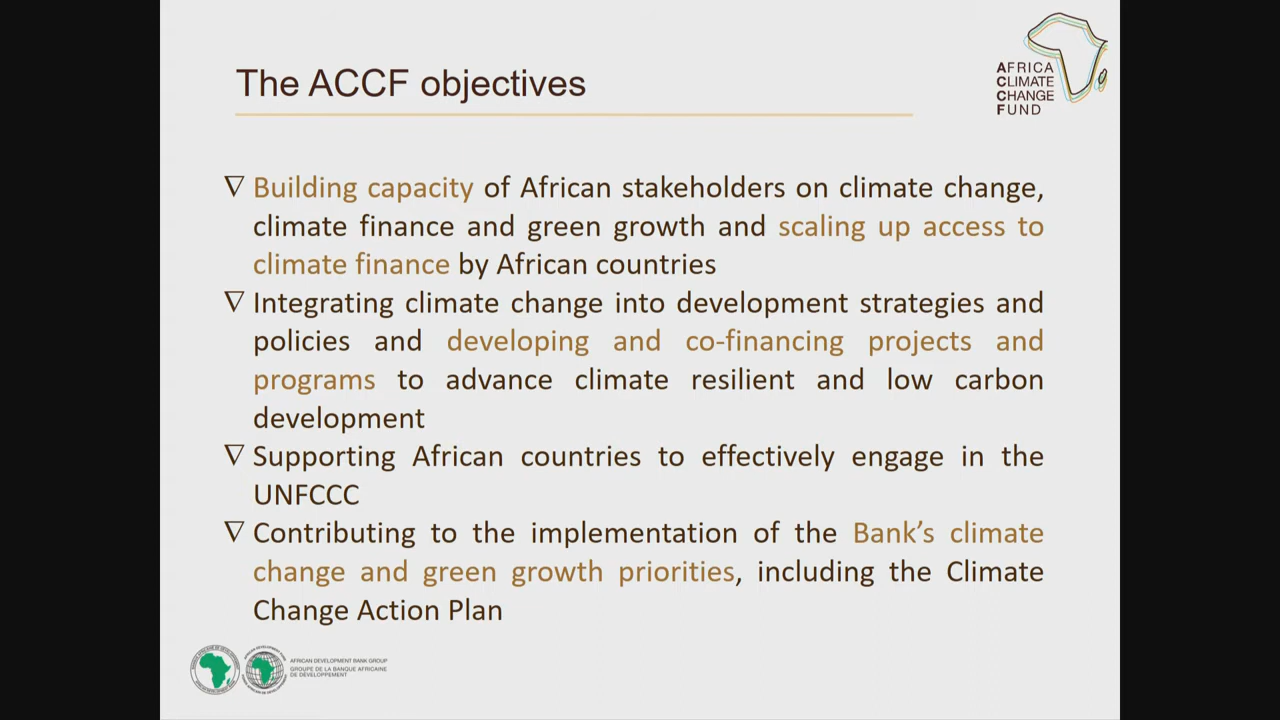 The ACCF objectives
AFRICA
CLIMATE
CHANGE
FUND
∇ Building capacity of African stakeholders on climate change,
climate finance and green growth and scaling up access to
climate finance by African countries
∇ Integrating climate change into development strategies and
policies and developing and co-financing projects and
programs to advance climate resilient and low carbon
development
∇ Supporting African countries to effectively engage in the
UNFCCC
∇ Contributing to the implementation of the Bank’s climate
change and green growth priorities, including the Climate
Change Action Plan
AFRICAN DEVELOPMENT BANK GROUP
GROUPE DE LA BANQUE AFRICAINE
DE DÉVELOPPEMENT